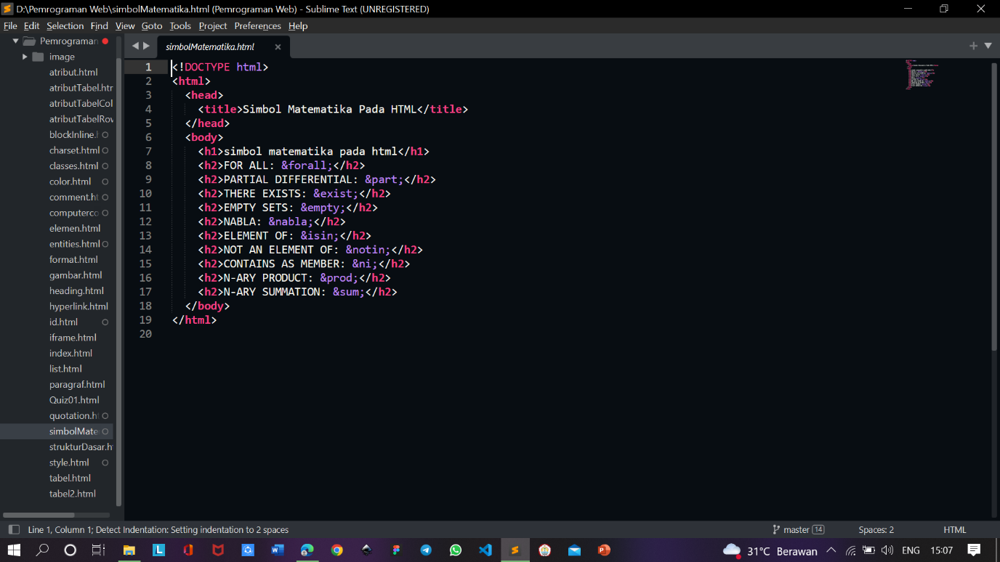 D:\Pemrograman Web\simbolMatematika.html (Pemrograman Web) - Sublime Text (UNREGISTERED)
File Edit Selection Find View Goto Tools Project Preferences Help
Pemrograman
image
atribut.html
atributTabel.htr
atributTabelCol
atributTabelRov
blockInline.h
charset.html
classes.html
color.html
comment.ht
computerco
elemen.html
entities.html
format.html
gambar.html
heading.html
hyperlink.html
id.html
iframe.html
index.html
list.html
paragraf.html
Quiz01.html
quotation.ht
simbolMate
strukturDasar.h
style.html
tabel.html
tabel2.html
simbolMatematika.html
1 <!DOCTYPE html>
2 <html>
3 <head>
4 <title>Simbol Matematika Pada HTML</title>
5 </head>
6 <body>
7 <h1>simbol matematika pada html</h1>
8 <h2>FOR ALL: &forall;</h2>
9 <h2>PARTIAL DIFFERENTIAL: &part;</h2>
10 <h2>THERE EXISTS: &exist;</h2>
11 <h2>EMPTY SETS: &empty;</h2>
12 <h2>NABLA: &nabla;</h2>
13 <h2>ELEMENT OF: &isin;</h2>
14 <h2>NOT AN ELEMENT OF: &notin;</h2>
15 <h2>CONTAINS AS MEMBER: &ni;</h2>
16 <h2>N-ARY PRODUCT: &prod;</h2>
17 <h2>N-ARY SUMMATION: &sum;</h2>
18 </body>
19 </html>
20
Line 1, Column 1; Detect Indentation: Setting indentation to 2 spaces
master 14
Spaces: 2
HTML
31°C Berawan
ENG
15:07